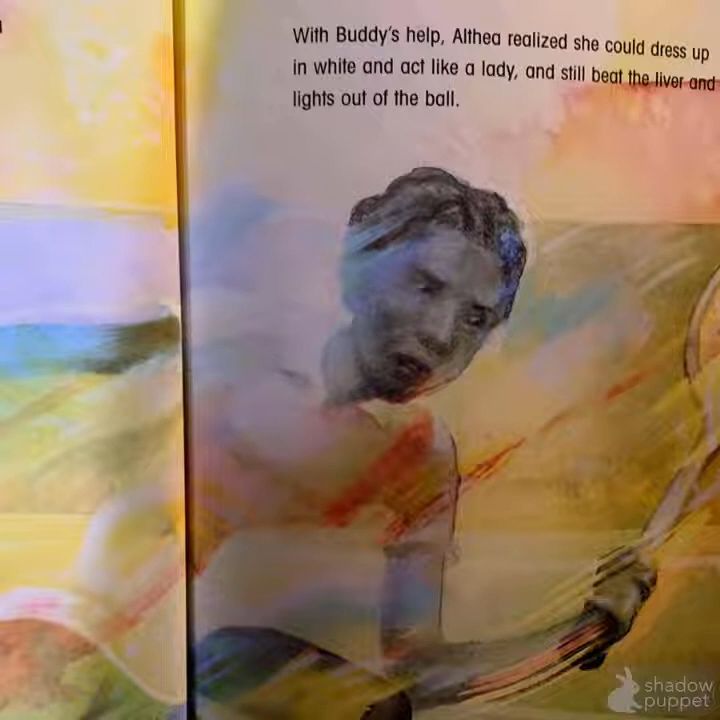 With Buddy's help, Althea realized she could dress up
in white and act like a lady, and still beat the liver and
lights out of the ball.
shadow
puppet